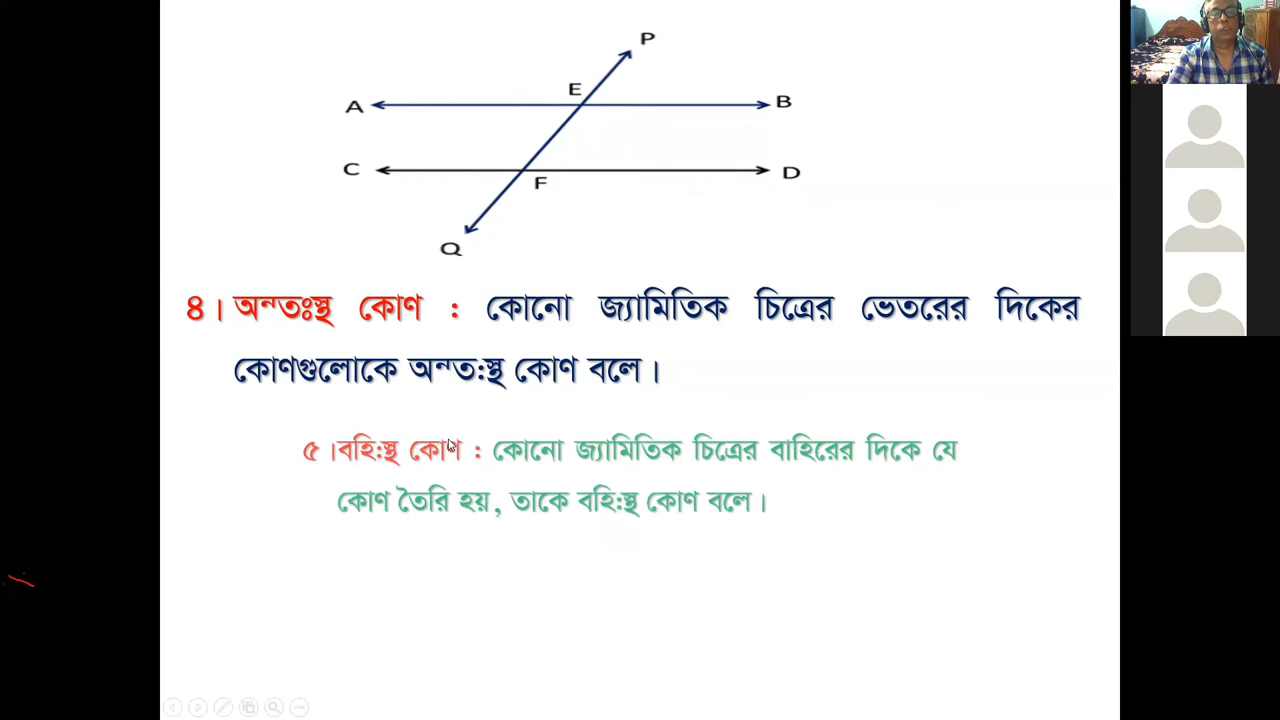 P
E
A
B
C
F
D
Q
৪। অন্তঃস্থ কোণ : কোনো জ্যামিতিক চিত্রের ভেতরের দিকের
কোণগুলোকে অন্ত:স্থ কোণ বলে।
৫।বহি:স্থ কোণ : কোনো জ্যামিতিক চিত্রের বাহিরের দিকে যে
কোণ তৈরি হয়, তাকে বহি:স্থ কোণ বলে।